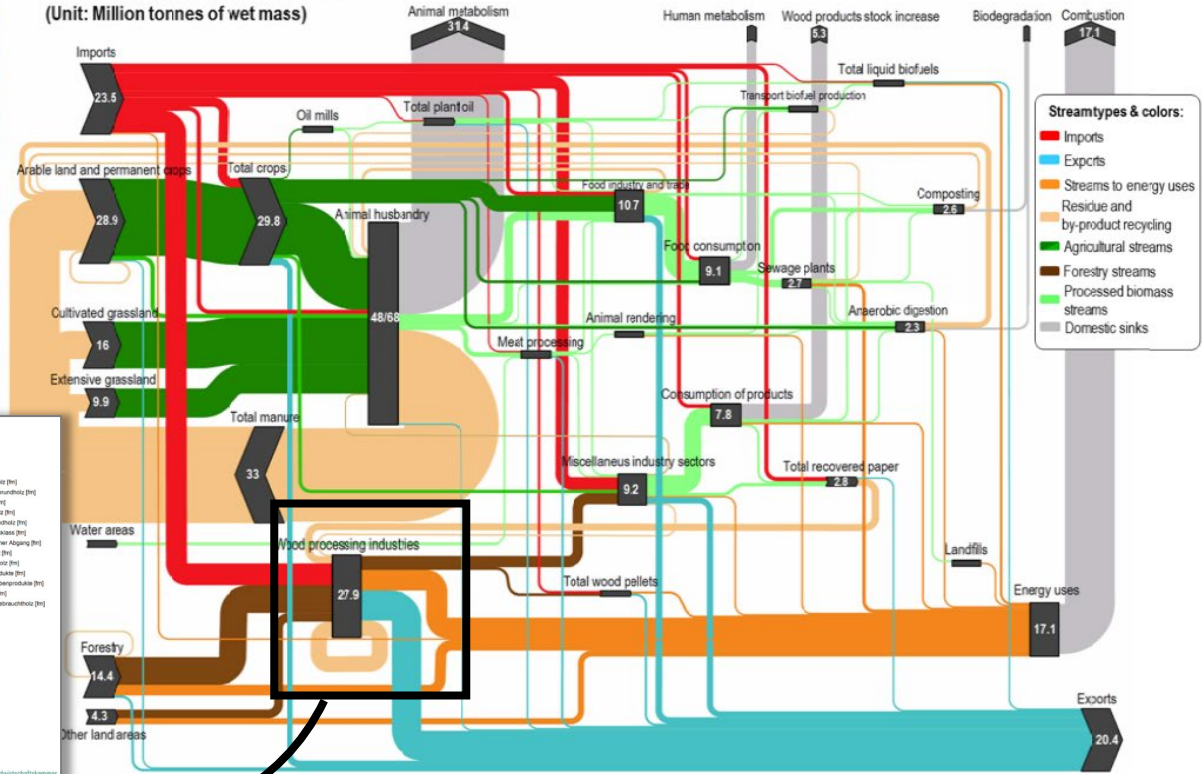 (Unit: Million tonnes of wet mass)
Animal metabolism
31.4
Human metabolism
Wood products stock increase
5.3
Biodegradation
Combustion
17.1
Imports
23.5
Total liquid biofuels
Transport biofuel production
Oil mills
Total plantoil
Streamtypes & colors:
Imports
Exports
Streams to energy uses
Residue and
by-product recycling
Agricultural streams
Forestry streams
Processed biomass
streams
Domestic sinks
Arable land and permanent crops
28.9
Total crops
29.8
Food industry and trade
10.7
Composting
2.6
Animal husbandry
48/68
Food consumption
9.1
Sewage plants
2.7
Cultivated grassland
16
Animal rendering
Anaerobic digestion
2.3
Meat processing
Extensive grassland
9.9
Consumption of products
7.8
Total manure
33
Miscellaneus industry sectors
9.2
Total recovered paper
2.8
Water areas
Wood processing industries
27.9
Landfills
Total wood pellets
Energy uses
17.1
Forestry
14.4
4.3
Other land areas
Exports
20.4